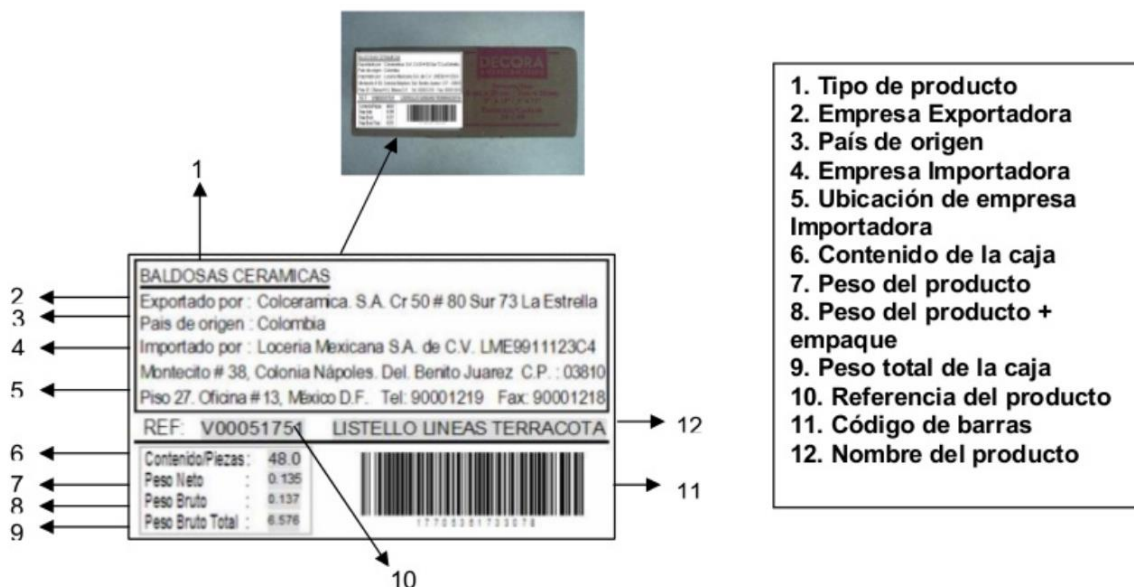 DECORA
1
BALDOSAS CERAMICAS
2
Exportado por : Colceramica. S.A. Cr 50 # 80 Sur 73 La Estrella
3
Pais de origen : Colombia
4
Importado por : Loceria Mexicana S.A. de C.V. LME9911123C4
Montecito # 38, Colonia Nápoles. Del. Benito Juarez C.P. : 03810
5
Piso 27. Oficina # 13, México D.F. Tel: 90001219 Fax: 90001218
REF: V00051751 LISTELLO LINEAS TERRACOTA
12
6
Contenido/Piezas : 48.0
7
Peso Neto : 0.135
8
Peso Bruto : 0.137
9
Peso Bruto Total : 6.576
11
10
1. Tipo de producto
2. Empresa Exportadora
3. País de origen
4. Empresa Importadora
5. Ubicación de empresa
Importadora
6. Contenido de la caja
7. Peso del producto
8. Peso del producto +
empaque
9. Peso total de la caja
10. Referencia del producto
11. Código de barras
12. Nombre del producto